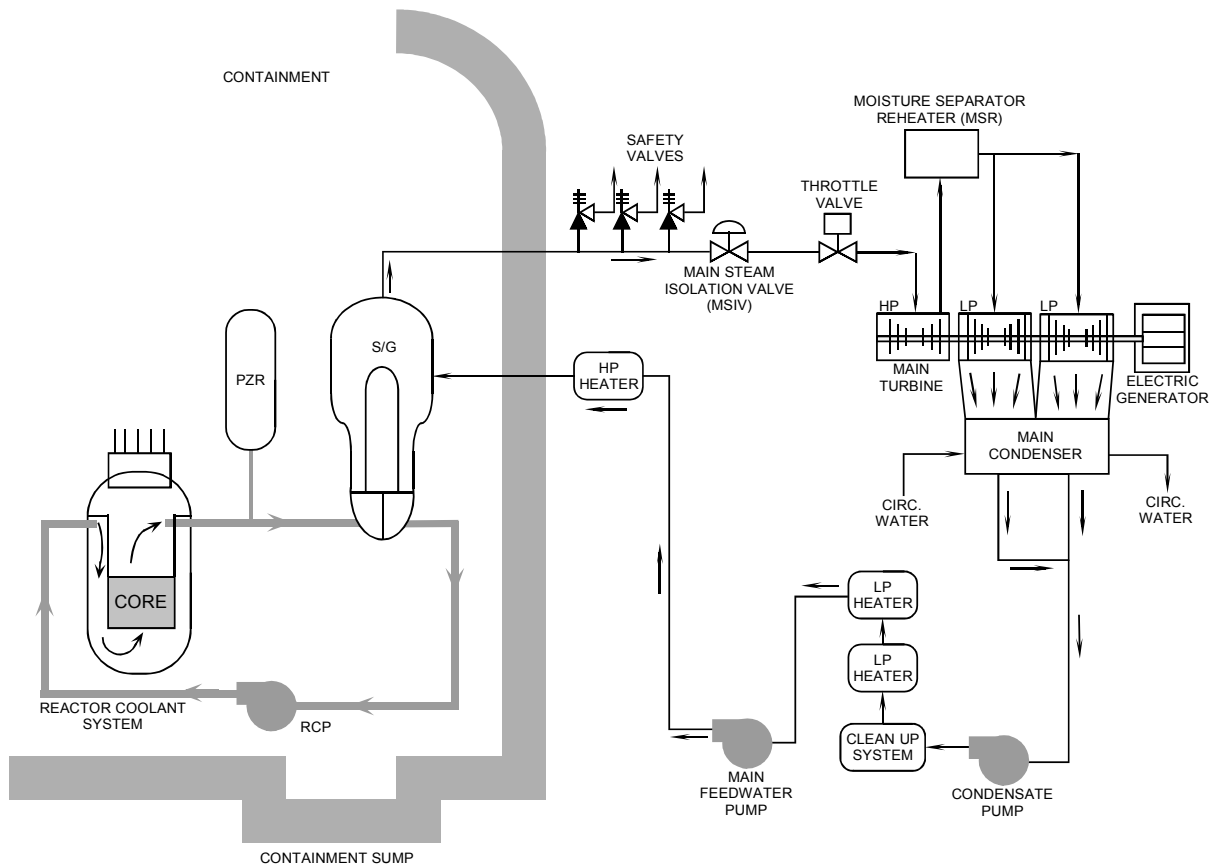 CONTAINMENT
MOISTURE SEPARATOR
REHEATER (MSR)
SAFETY
VALVES
THROTTLE
VALVE
MAIN STEAM
ISOLATION VALVE
(MSIV)
HP
LP
LP
MAIN
TURBINE
ELECTRIC
GENERATOR
S/G
PZR
HP
HEATER
MAIN
CONDENSER
CIRC.
WATER
CIRC.
WATER
CORE
LP
HEATER
LP
HEATER
REACTOR COOLANT
SYSTEM
RCP
CLEAN UP
SYSTEM
MAIN
FEEDWATER
PUMP
CONDENSATE
PUMP
CONTAINMENT SUMP